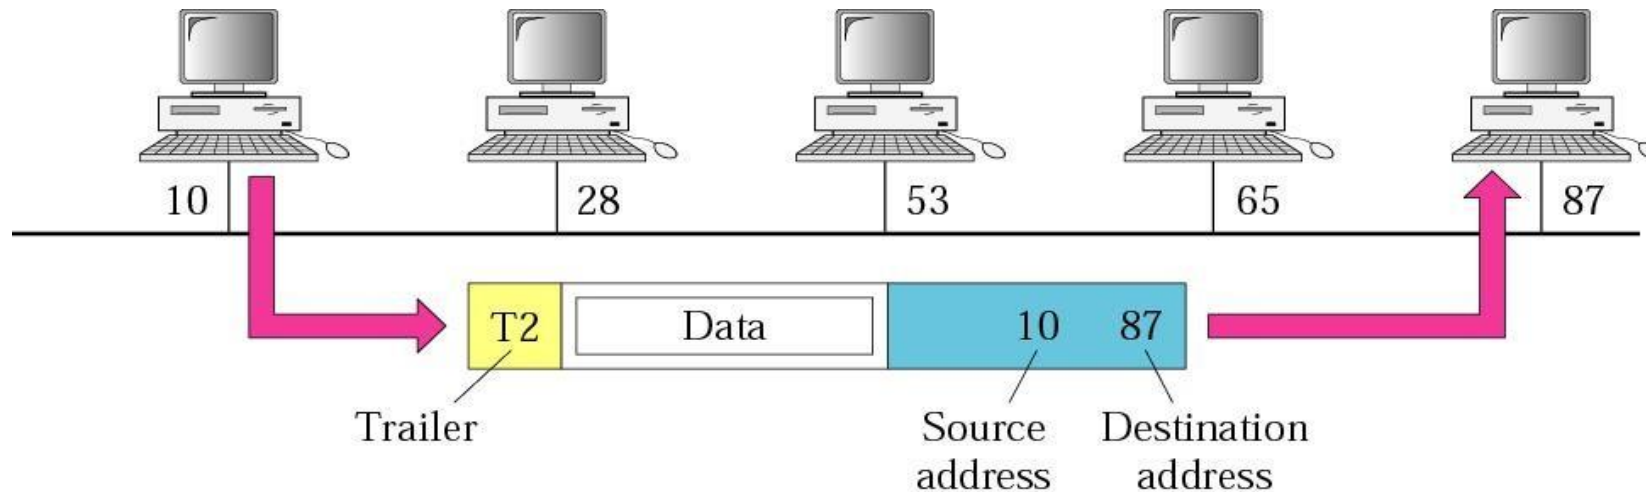 10
28
53
65
87
T2
Data
10
87
Trailer
Source
address
Destination
address